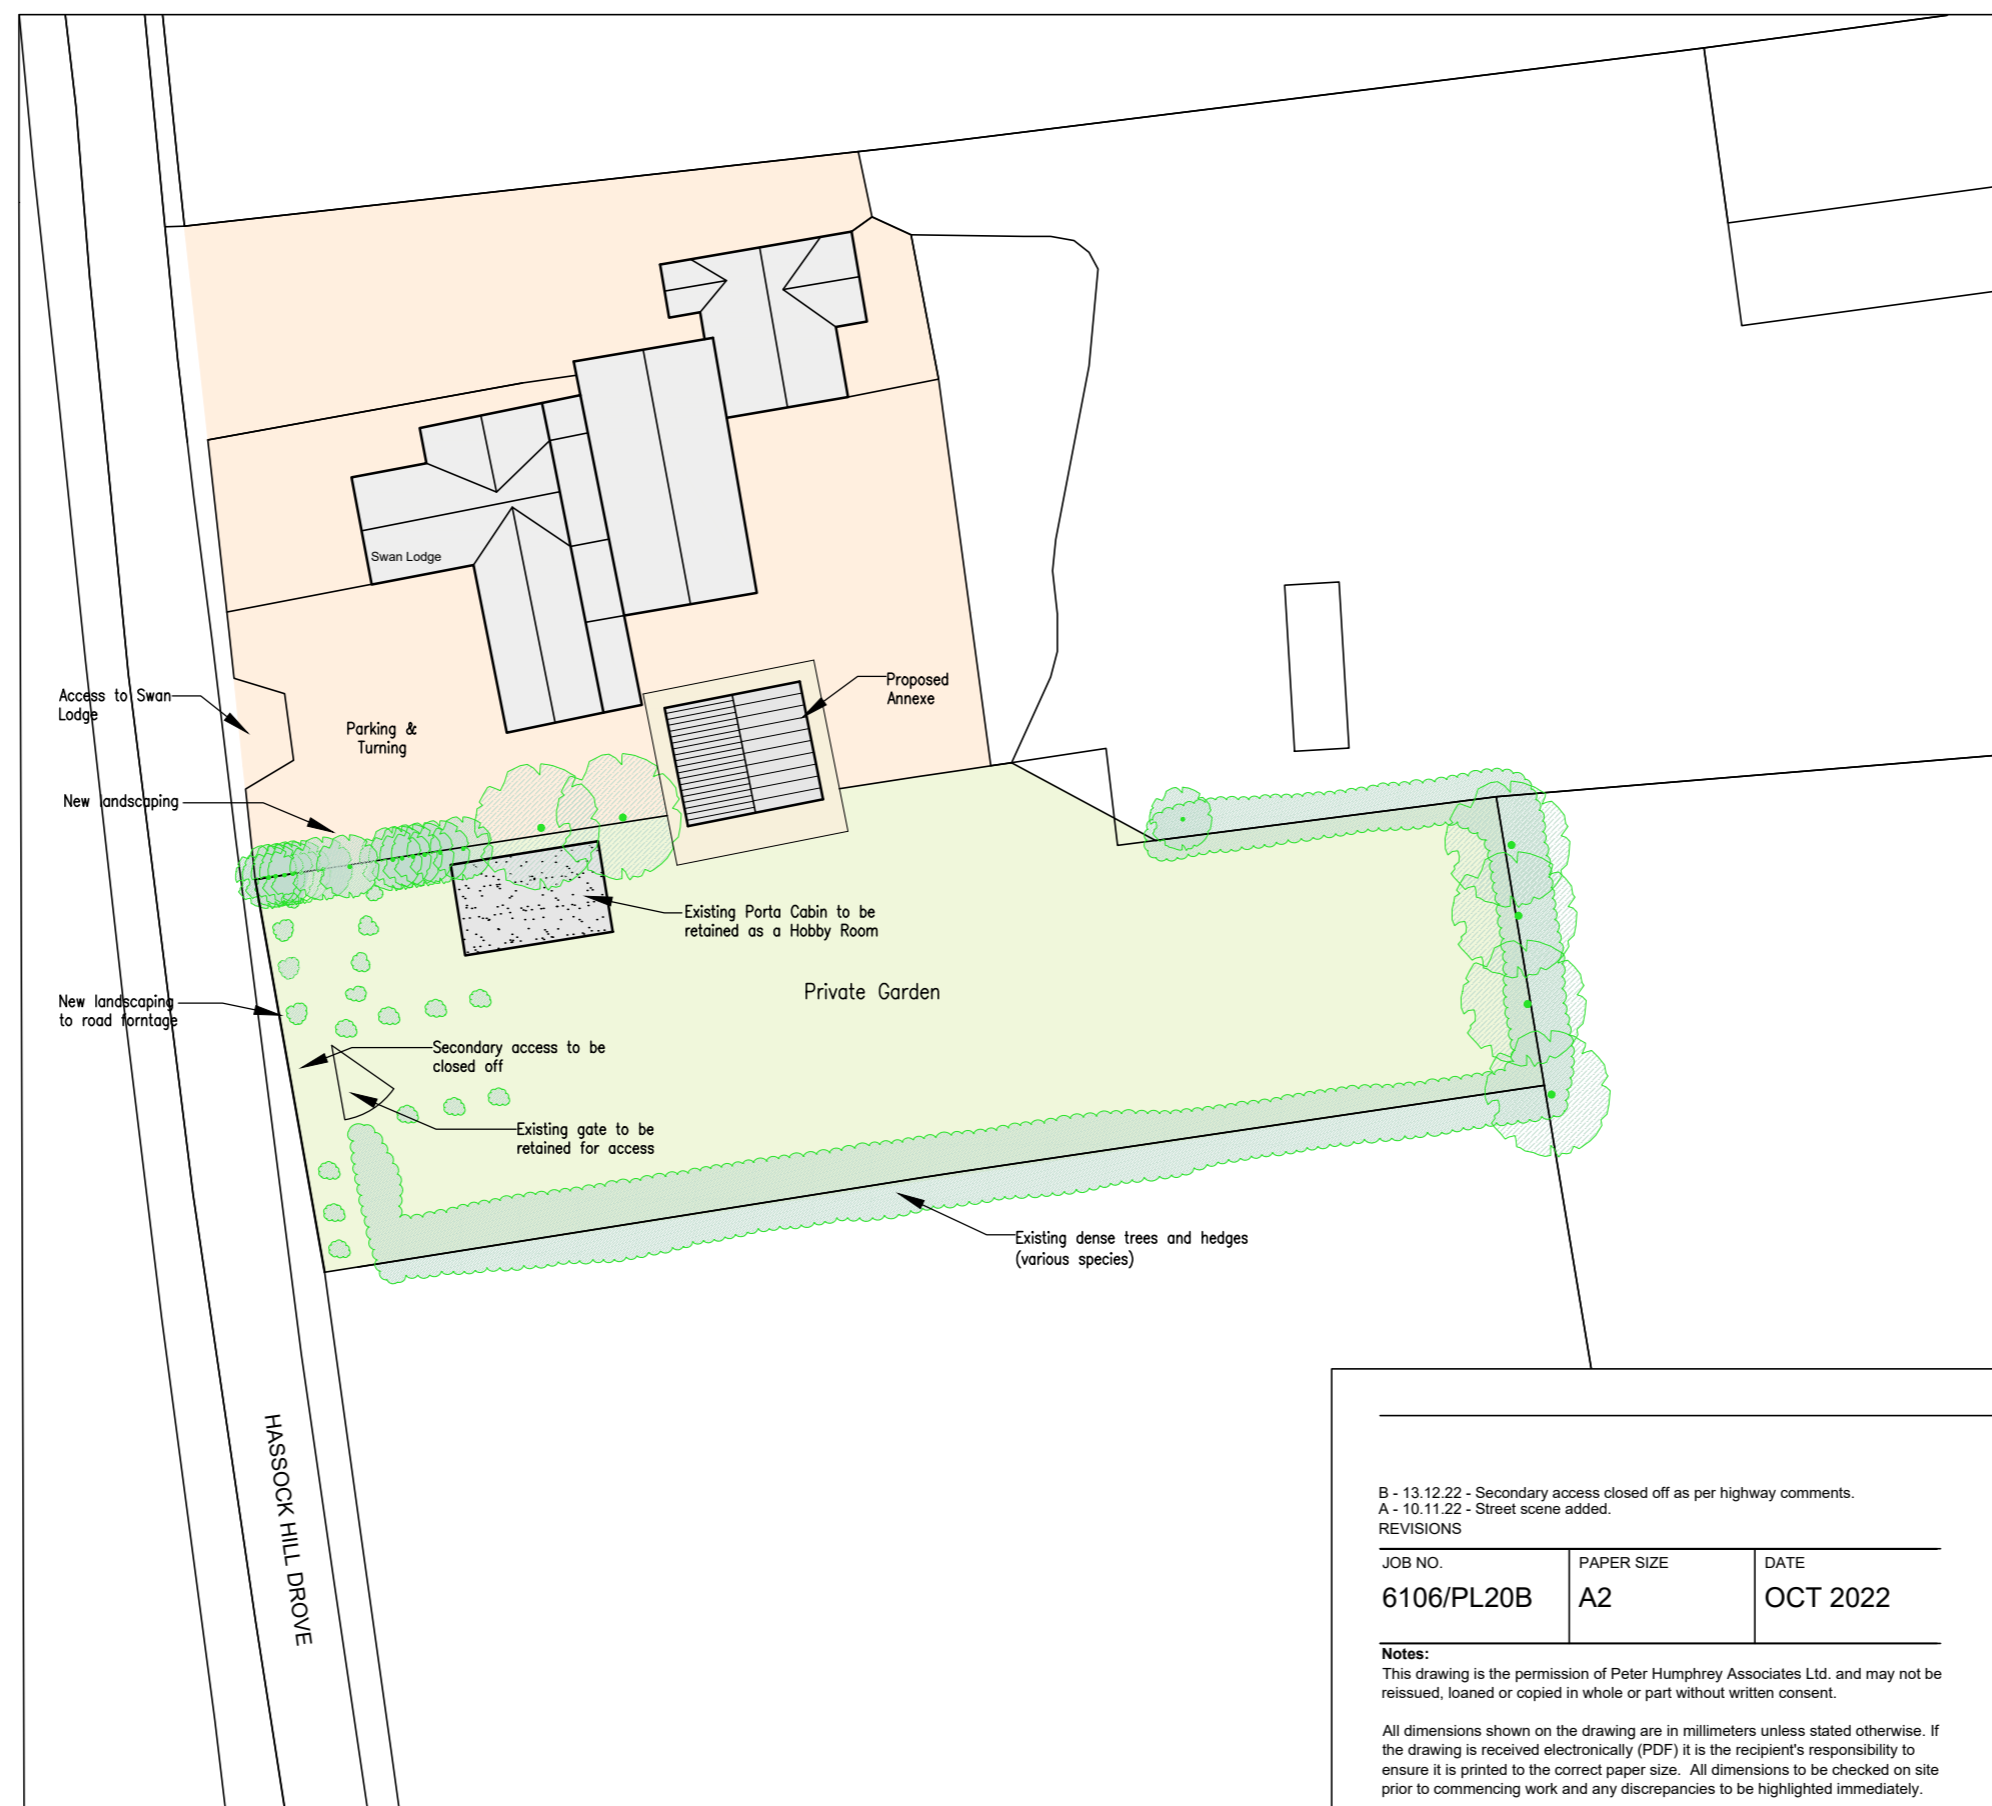 Swan Lodge
Access to Swan
Lodge
Parking &
Turning
Proposed
Annexe
New landscaping
Existing Porta Cabin to be
retained as a Hobby Room
Private Garden
New landscaping
to road forntage
Secondary access to be
closed off
Existing gate to be
retained for access
Existing dense trees and hedges
(various species)
HASSOCK HILL DROVE
B - 13.12.22 - Secondary access closed off as per highway comments.
A - 10.11.22 - Street scene added.
REVISIONS
JOB NO. PAPER SIZE DATE
6106/PL20B A2 OCT 2022
Notes:
This drawing is the permission of Peter Humphrey Associates Ltd. and may not be
reissued, loaned or copied in whole or part without written consent.
All dimensions shown on the drawing are in millimeters unless stated otherwise. If
the drawing is received electronically (PDF) it is the recipient's responsibility to
ensure it is printed to the correct paper size. All dimensions to be checked on site
prior to commencing work and any discrepancies to be highlighted immediately.